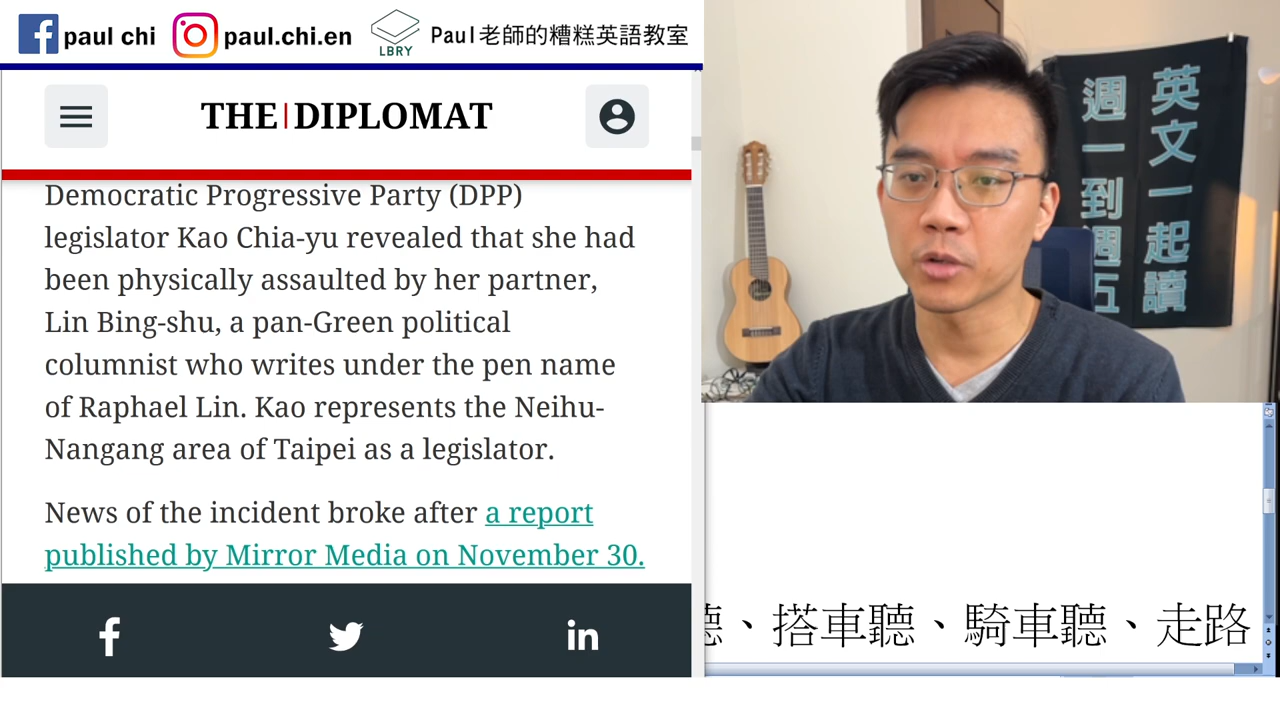 paul chi
paul.chi.en
LBRY
Paul老師的糟糕英語教室
THE DIPLOMAT
Democratic Progressive Party (DPP)
legislator Kao Chia-yu revealed that she had
been physically assaulted by her partner,
Lin Bing-shu, a pan-Green political
columnist who writes under the pen name
of Raphael Lin. Kao represents the Neihu-
Nangang area of Taipei as a legislator.
News of the incident broke after a report
published by Mirror Media on November 30.
英文一起讀
週一到週五
聽、搭車聽、騎車聽、走路